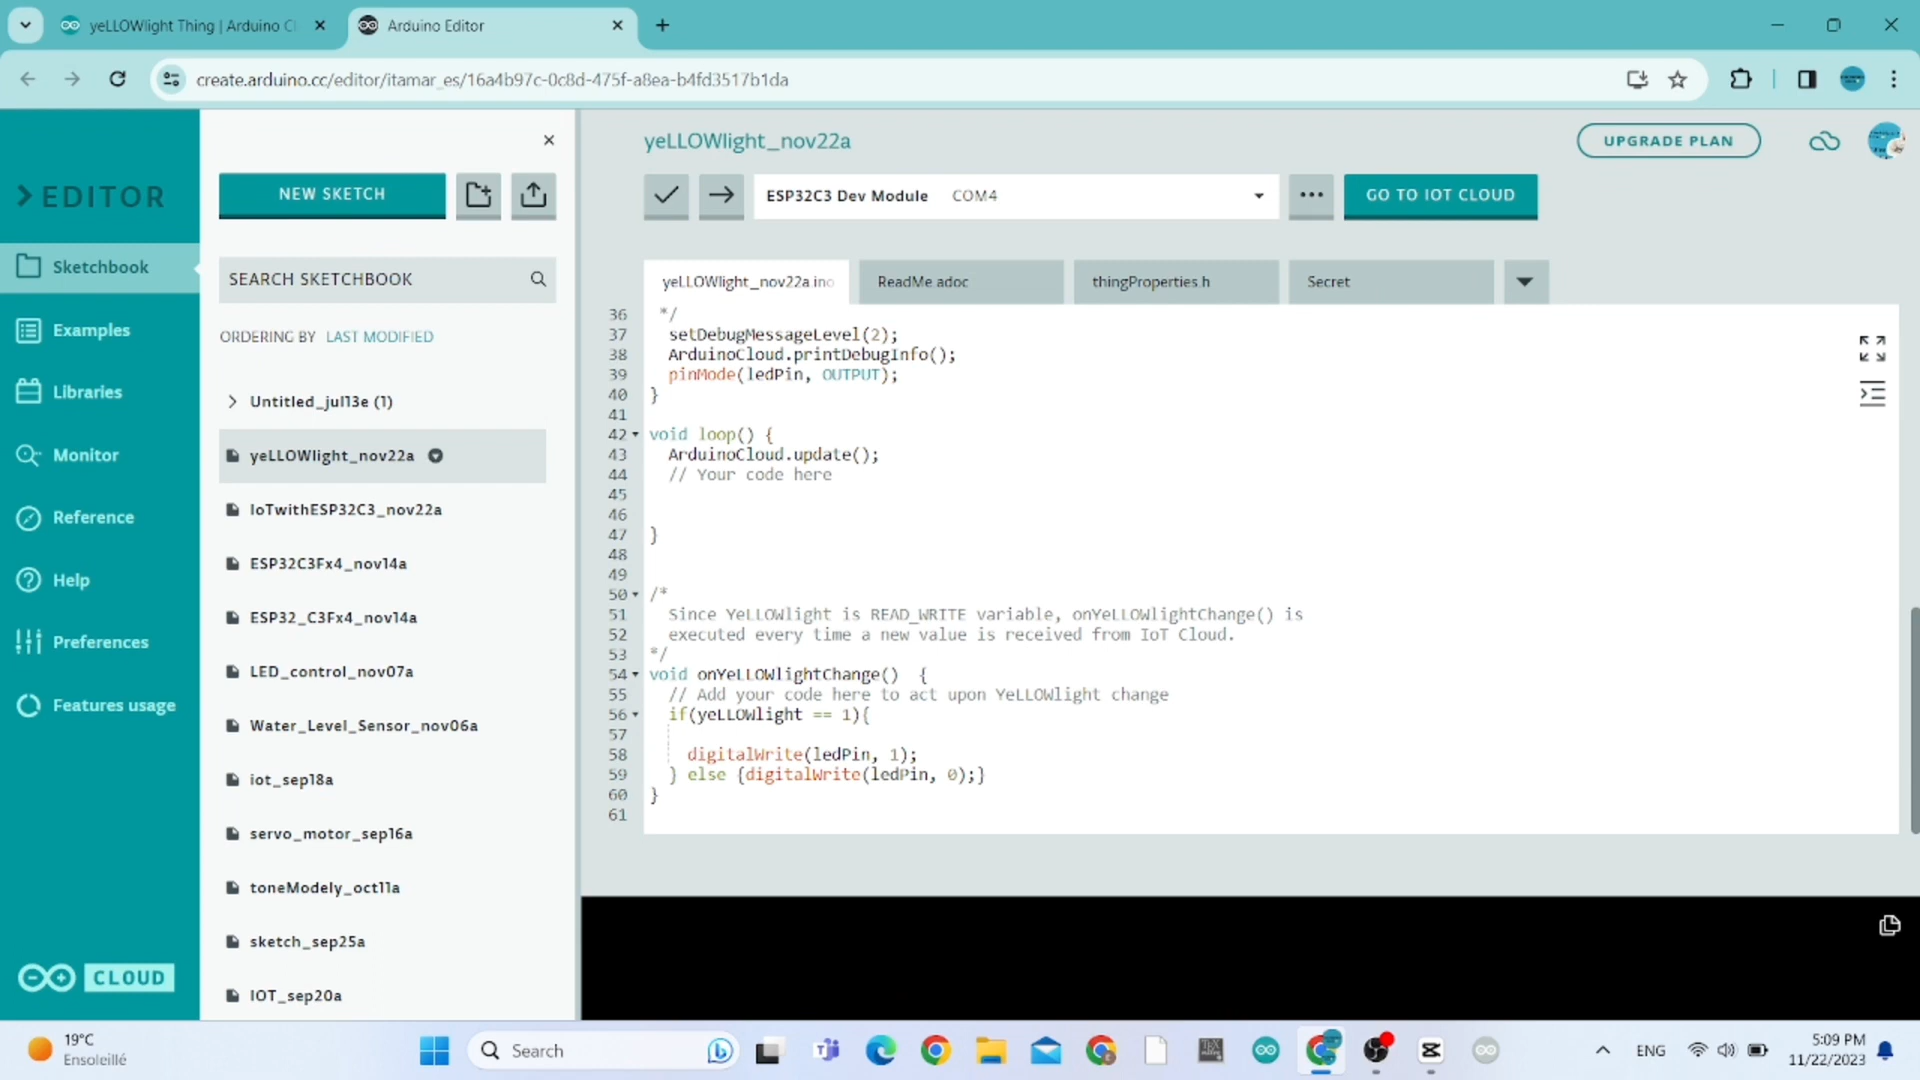 yeLLOWlight Thing | Arduino Cl
Arduino Editor
create.arduino.cc/editor/itamar_es/16a4b97c-0c8d-475f-a8ea-b4fd3517b1da
EDITOR
Sketchbook
Examples
Libraries
Monitor
Reference
Help
Preferences
Features usage
CLOUD
NEW SKETCH
SEARCH SKETCHBOOK
ORDERING BY LAST MODIFIED
Untitled_jul13e (1)
yeLLOWlight_nov22a
IoTwithESP32C3_nov22a
ESP32C3Fx4_nov14a
ESP32_C3Fx4_nov14a
LED_control_nov07a
Water_Level_Sensor_nov06a
iot_sep18a
servo_motor_sep16a
toneModely_oct11a
sketch_sep25a
IOT_sep20a
yeLLOWlight_nov22a
UPGRADE PLAN
ESP32C3 Dev Module COM4
GO TO IOT CLOUD
yeLLOWlight_nov22a.ino
ReadMe.adoc
thingProperties.h
Secret
36 */
37 setDebugMessageLevel(2);
38 ArduinoCloud.printDebugInfo();
39 pinMode(ledPin, OUTPUT);
40 }
41
42 void loop() {
43 ArduinoCloud.update();
44 // Your code here
45
46
47 }
48
49
50 /*
51 Since YeLLOWlight is READ_WRITE variable, onYeLLOWlightChange() is
52 executed every time a new value is received from IoT Cloud.
53 */
54 void onYeLLOWlightChange() {
55 // Add your code here to act upon YeLLOWlight change
56 if(yeLLOWlight == 1){
57
58 digitalWrite(ledPin, 1);
59 } else {digitalWrite(ledPin, 0);}
60 }
61
19°C
Ensoleillé
Search
ENG
5:09 PM
11/22/2023